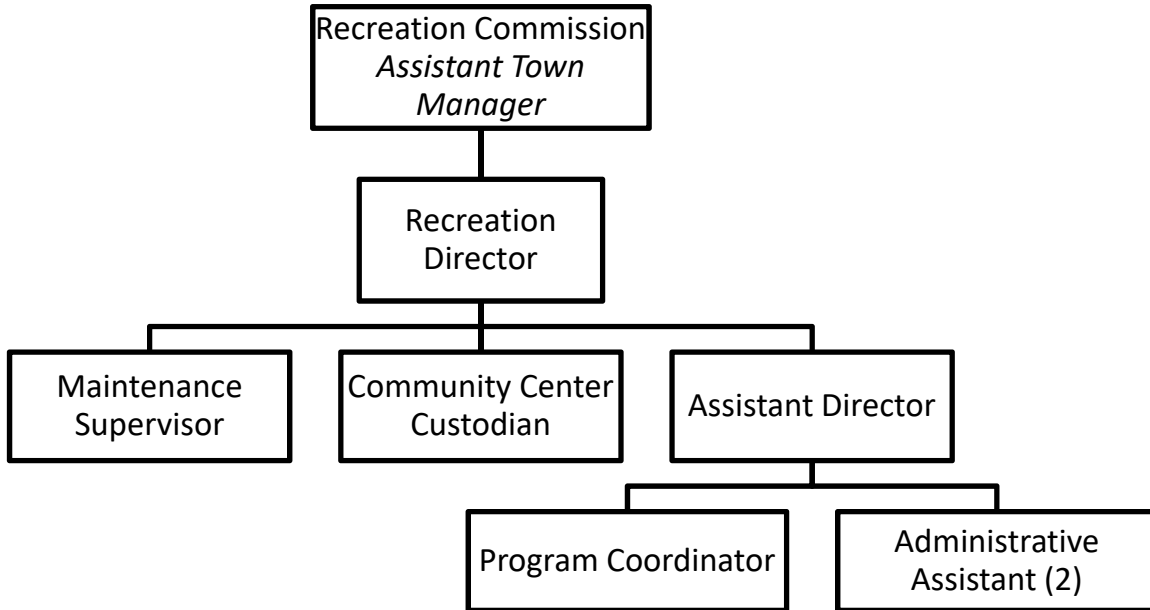 Recreation Commission
Assistant Town
Manager
Recreation
Director
Maintenance
Supervisor
Community Center
Custodian
Assistant Director
Program Coordinator
Administrative
Assistant (2)